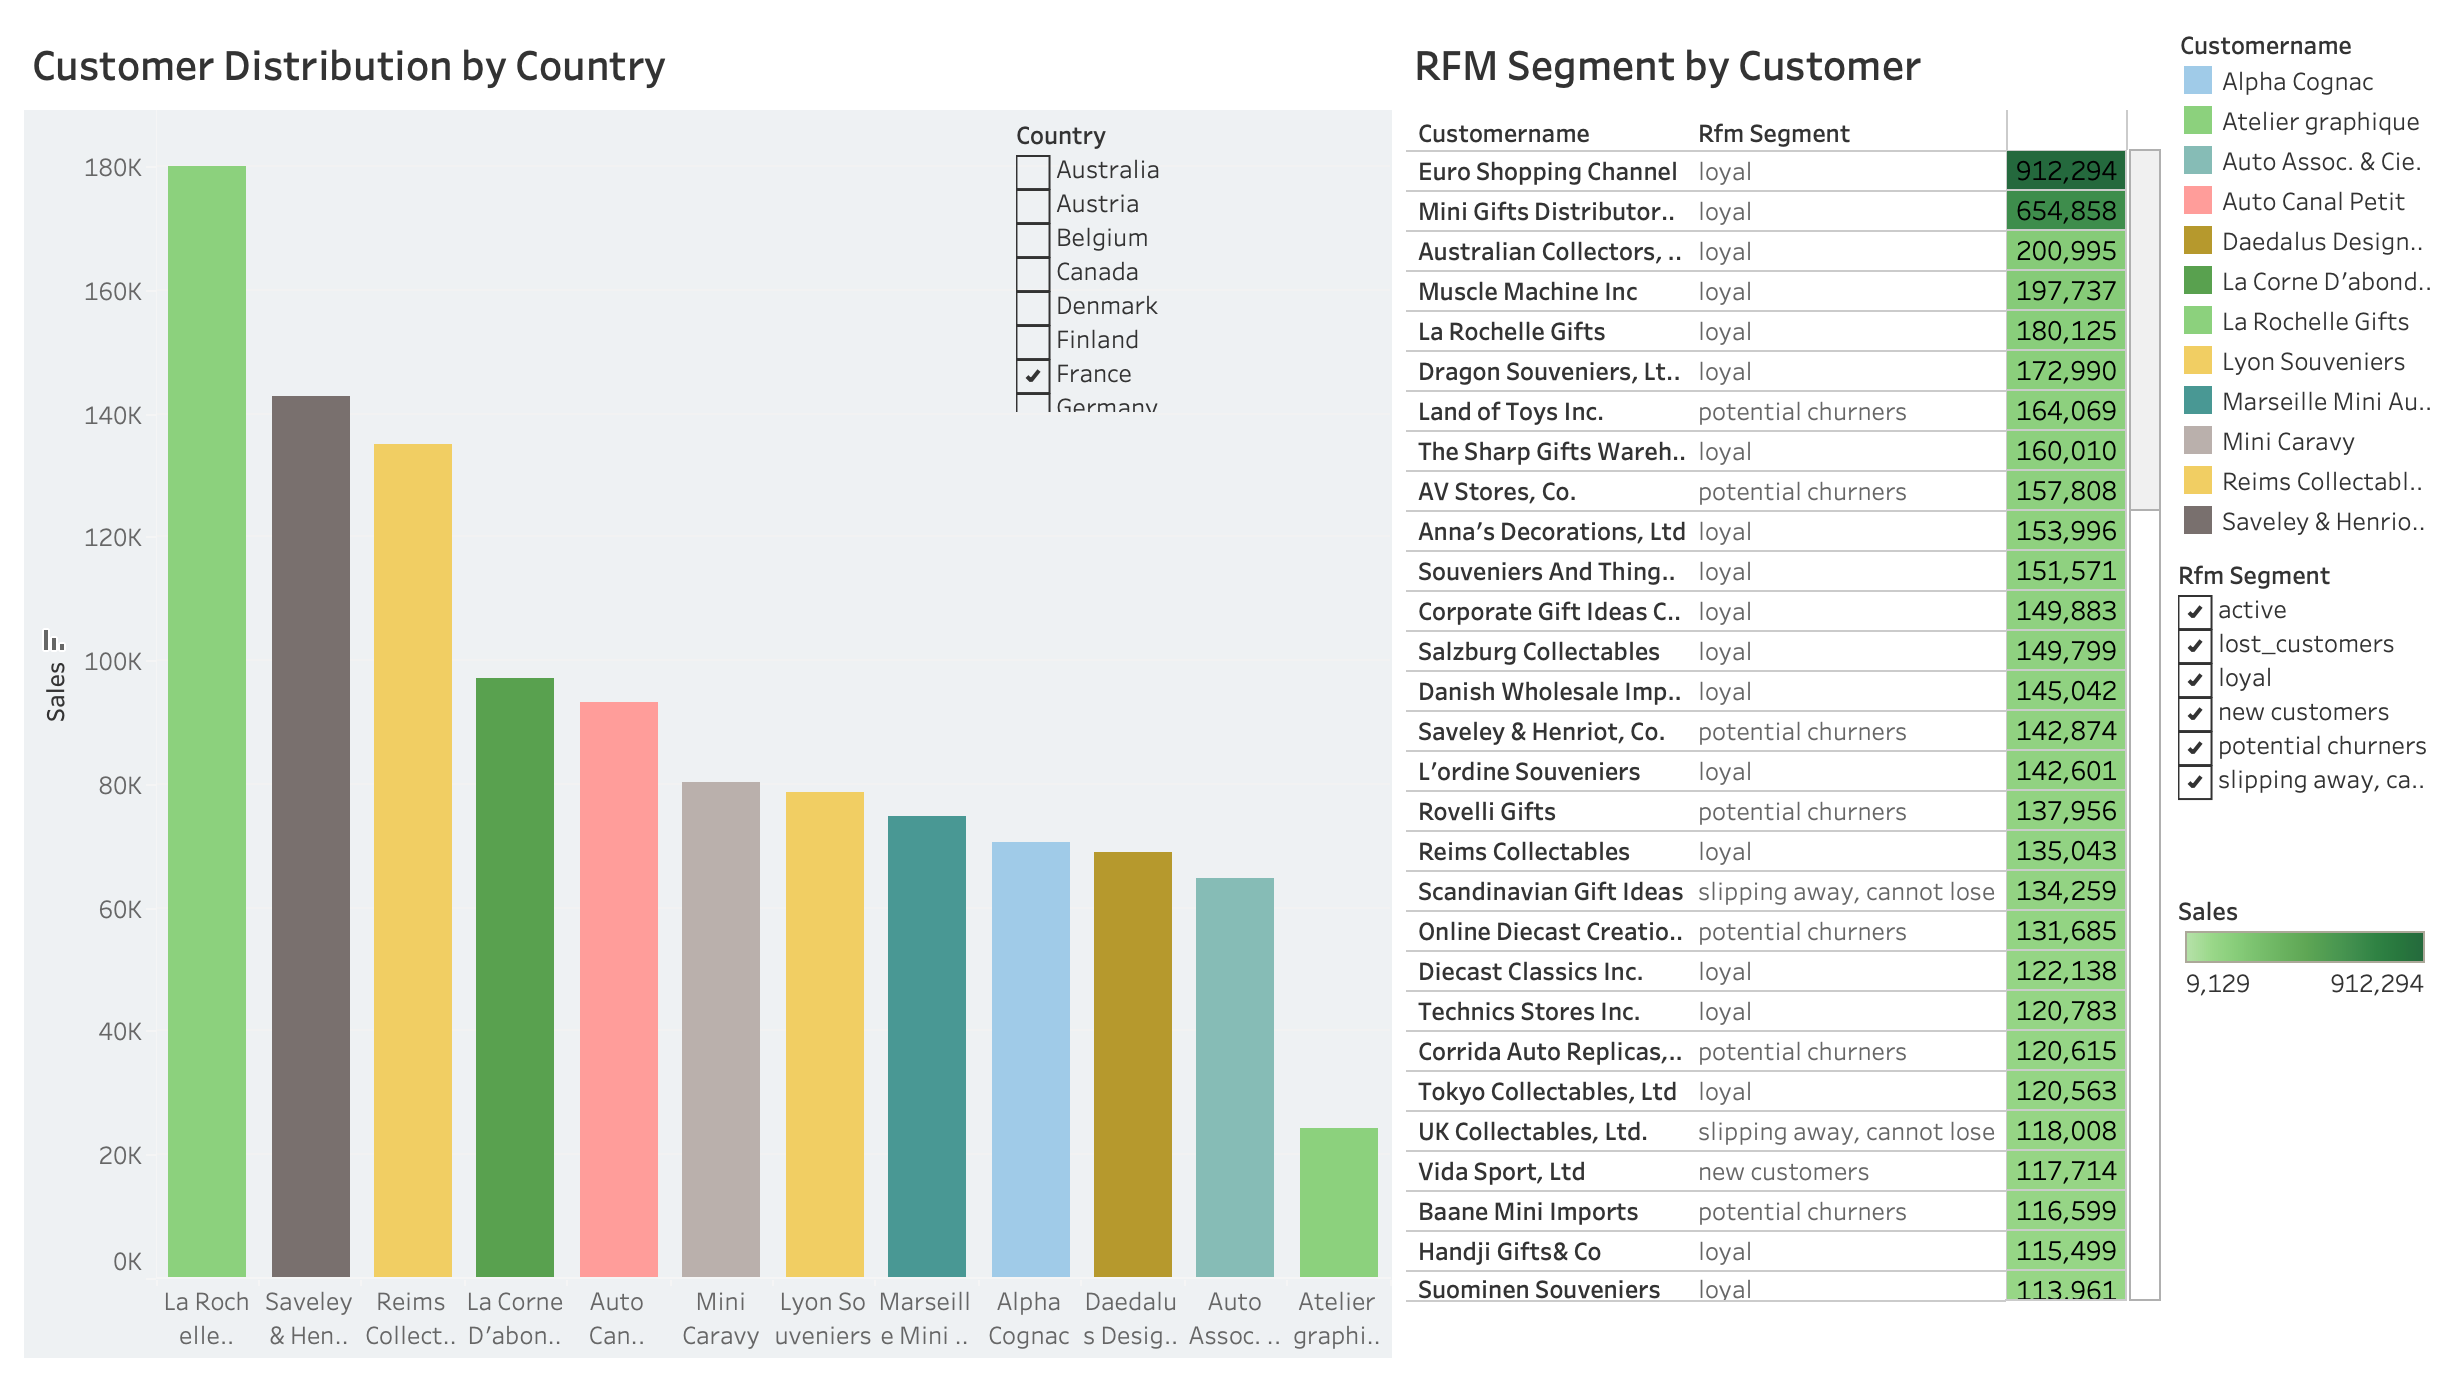 Customer Distribution by Country
180K
160K
140K
120K
100K
80K
60K
40K
20K
0K
Sales
Country
Australia
Austria
Belgium
Canada
Denmark
Finland
France
Germany
La Roch
elle..
Saveley
& Hen..
Reims
Collect..
La Corne
D’abon..
Auto
Can..
Mini
Caravy
Lyon So
uveniers
Marseill
e Mini ..
Alpha
Cognac
Daedalu
s Desig..
Auto
Assoc. ..
Atelier
graphi..
RFM Segment by Customer
Customername Rfm Segment
Euro Shopping Channel loyal 912,294
Mini Gifts Distributor.. loyal 654,858
Australian Collectors, .. loyal 200,995
Muscle Machine Inc loyal 197,737
La Rochelle Gifts loyal 180,125
Dragon Souveniers, Lt.. loyal 172,990
Land of Toys Inc. potential churners 164,069
The Sharp Gifts Wareh.. loyal 160,010
AV Stores, Co. potential churners 157,808
Anna’s Decorations, Ltd loyal 153,996
Souveniers And Thing.. loyal 151,571
Corporate Gift Ideas C.. loyal 149,883
Salzburg Collectables loyal 149,799
Danish Wholesale Imp.. loyal 145,042
Saveley & Henriot, Co. potential churners 142,874
L’ordine Souveniers loyal 142,601
Rovelli Gifts potential churners 137,956
Reims Collectables loyal 135,043
Scandinavian Gift Ideas slipping away, cannot lose 134,259
Online Diecast Creatio.. potential churners 131,685
Diecast Classics Inc. loyal 122,138
Technics Stores Inc. loyal 120,783
Corrida Auto Replicas,.. potential churners 120,615
Tokyo Collectables, Ltd loyal 120,563
UK Collectables, Ltd. slipping away, cannot lose 118,008
Vida Sport, Ltd new customers 117,714
Baane Mini Imports potential churners 116,599
Handji Gifts& Co loyal 115,499
Suominen Souveniers loyal 113,961
Customername
Alpha Cognac
Atelier graphique
Auto Assoc. & Cie.
Auto Canal Petit
Daedalus Design..
La Corne D’abond..
La Rochelle Gifts
Lyon Souveniers
Marseille Mini Au..
Mini Caravy
Reims Collectabl..
Saveley & Henrio..
Rfm Segment
active
lost_customers
loyal
new customers
potential churners
slipping away, ca..
Sales
9,129 912,294